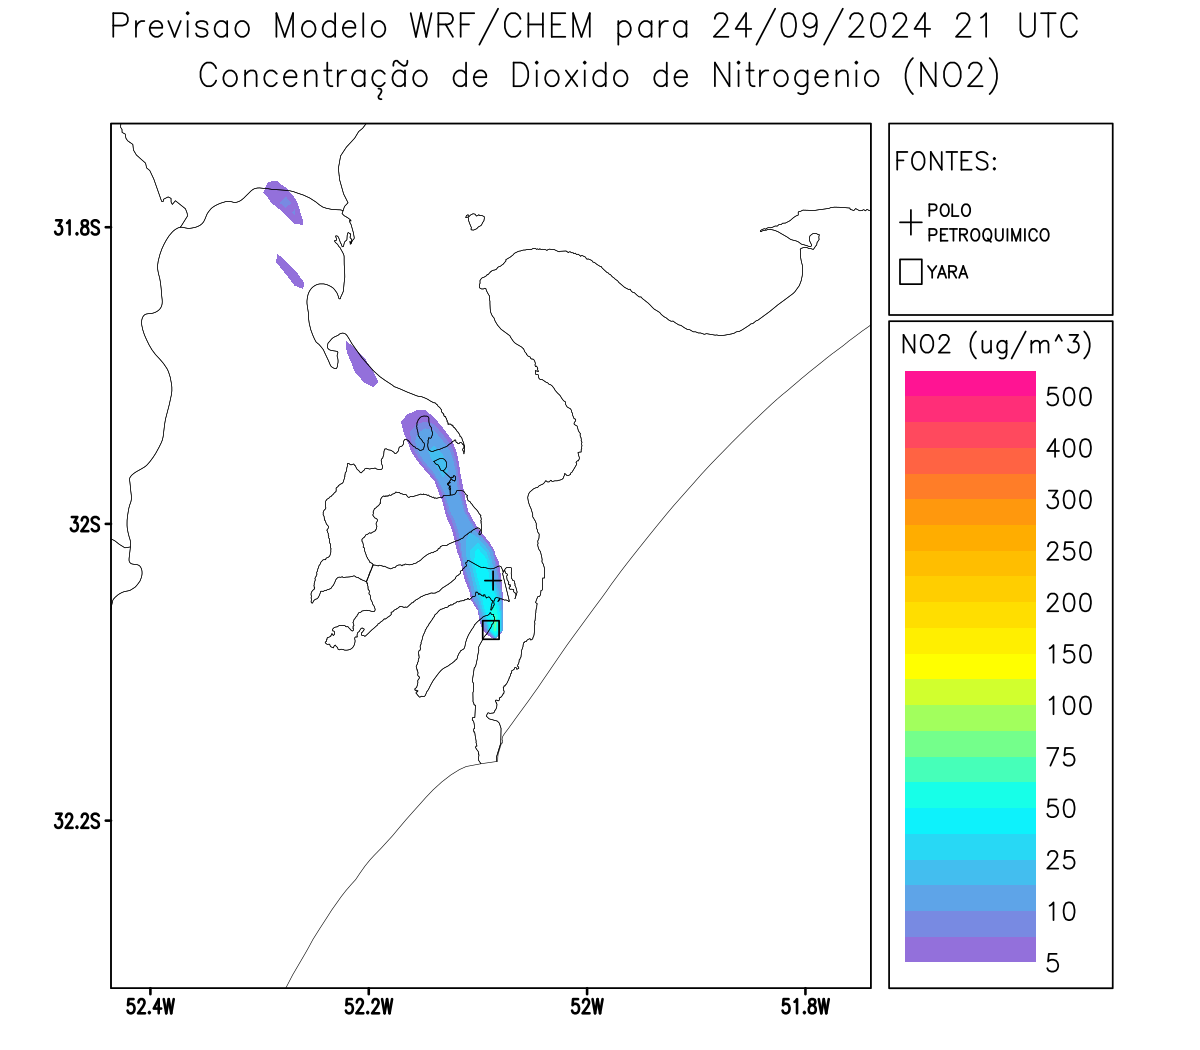 Previsao Modelo WRF/CHEM para 24/09/2024 21 UTC
Concentração de Dioxido de Nitrogenio (NO2)
FONTES:
POLO
PETROQUIMICO
YARA
NO2 (ug/m^3)
500
400
300
250
200
150
100
75
50
25
10
5
31.8S
32S
32.2S
52.4W
52.2W
52W
51.8W